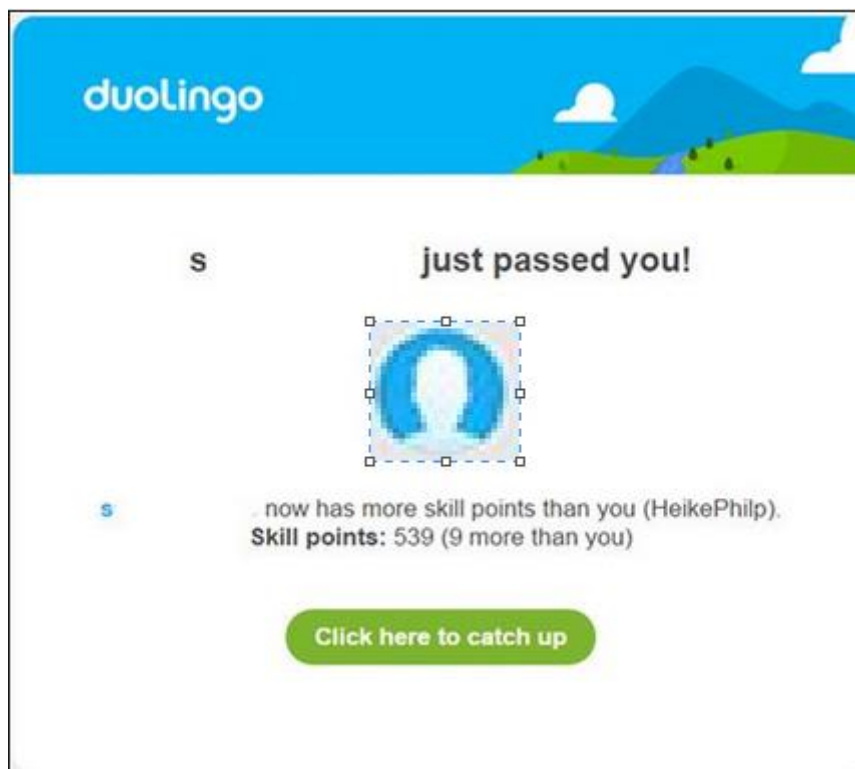 duolingo
s just passed you!
s . now has more skill points than you (HeikePhilp).
Skill points: 539 (9 more than you)
Click here to catch up